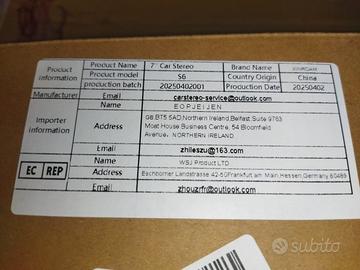 Product information
Product Name 7" Car Stereo Brand Name
Product model S6 Country Origin China
production batch 20250402001 Production Date 20250402
Manufacturer Email carstereo-service@outlook.com
Importer information
Name EOPJEIJEN
Address
GB,BT5 5AD,Northern Ireland,Belfast,Suite 9763
Moat House Business Centre, 54 Bloomfield
Avenue, NORTHERN IRELAND
Email zhileszu@163.com
EC REP
Name WSJ Product LTD
Address Eschborner Landstrasse 42-50Frankfurt am Main,Hessen,Germany,60489
Email zhouzrfr@outlook.com
subito